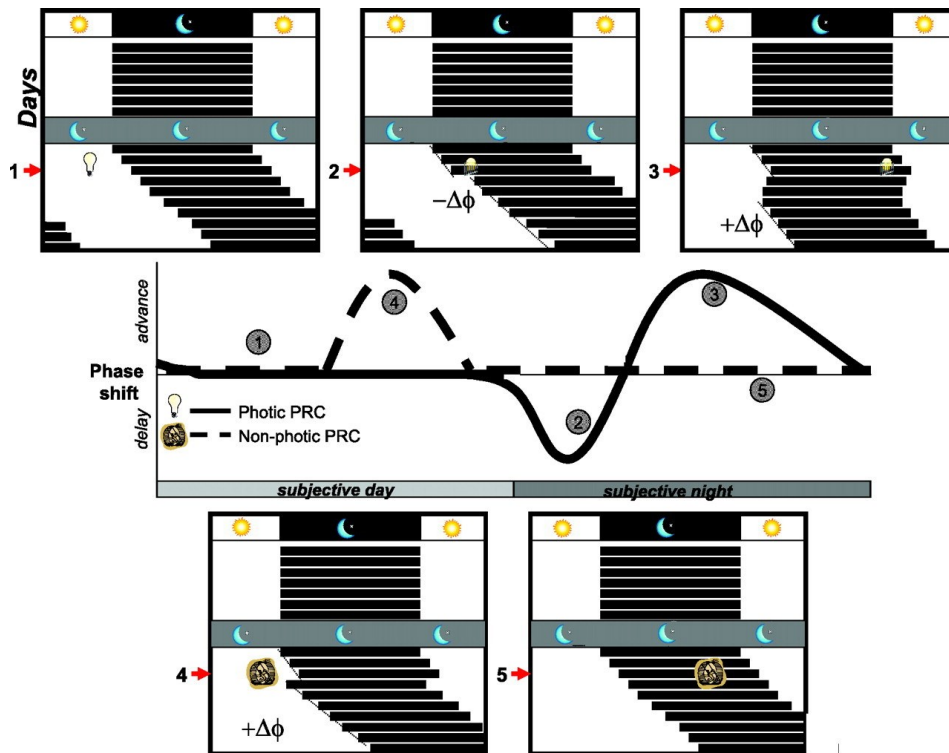 Days
1
2
−Δϕ
3
+Δϕ
advance
Phase
shift
delay
1
4
3
5
2
Photic PRC
Non-photic PRC
subjective day
subjective night
4
+Δϕ
5